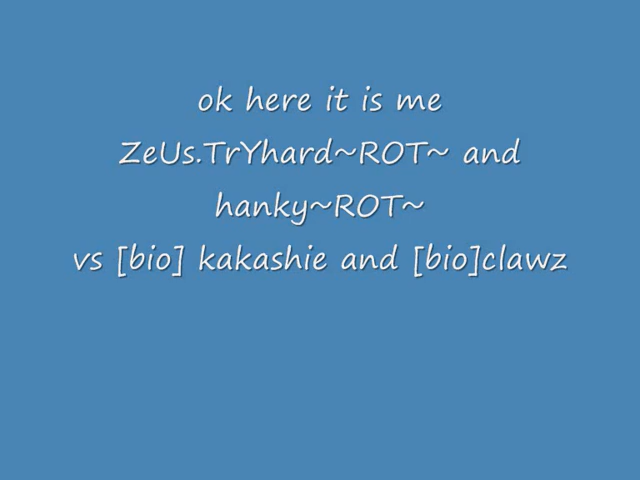 ok here it is me
ZeUs.TrYhard~ROT~ and
hanky~ROT~
vs [bio] kakashie and [bio]clawz